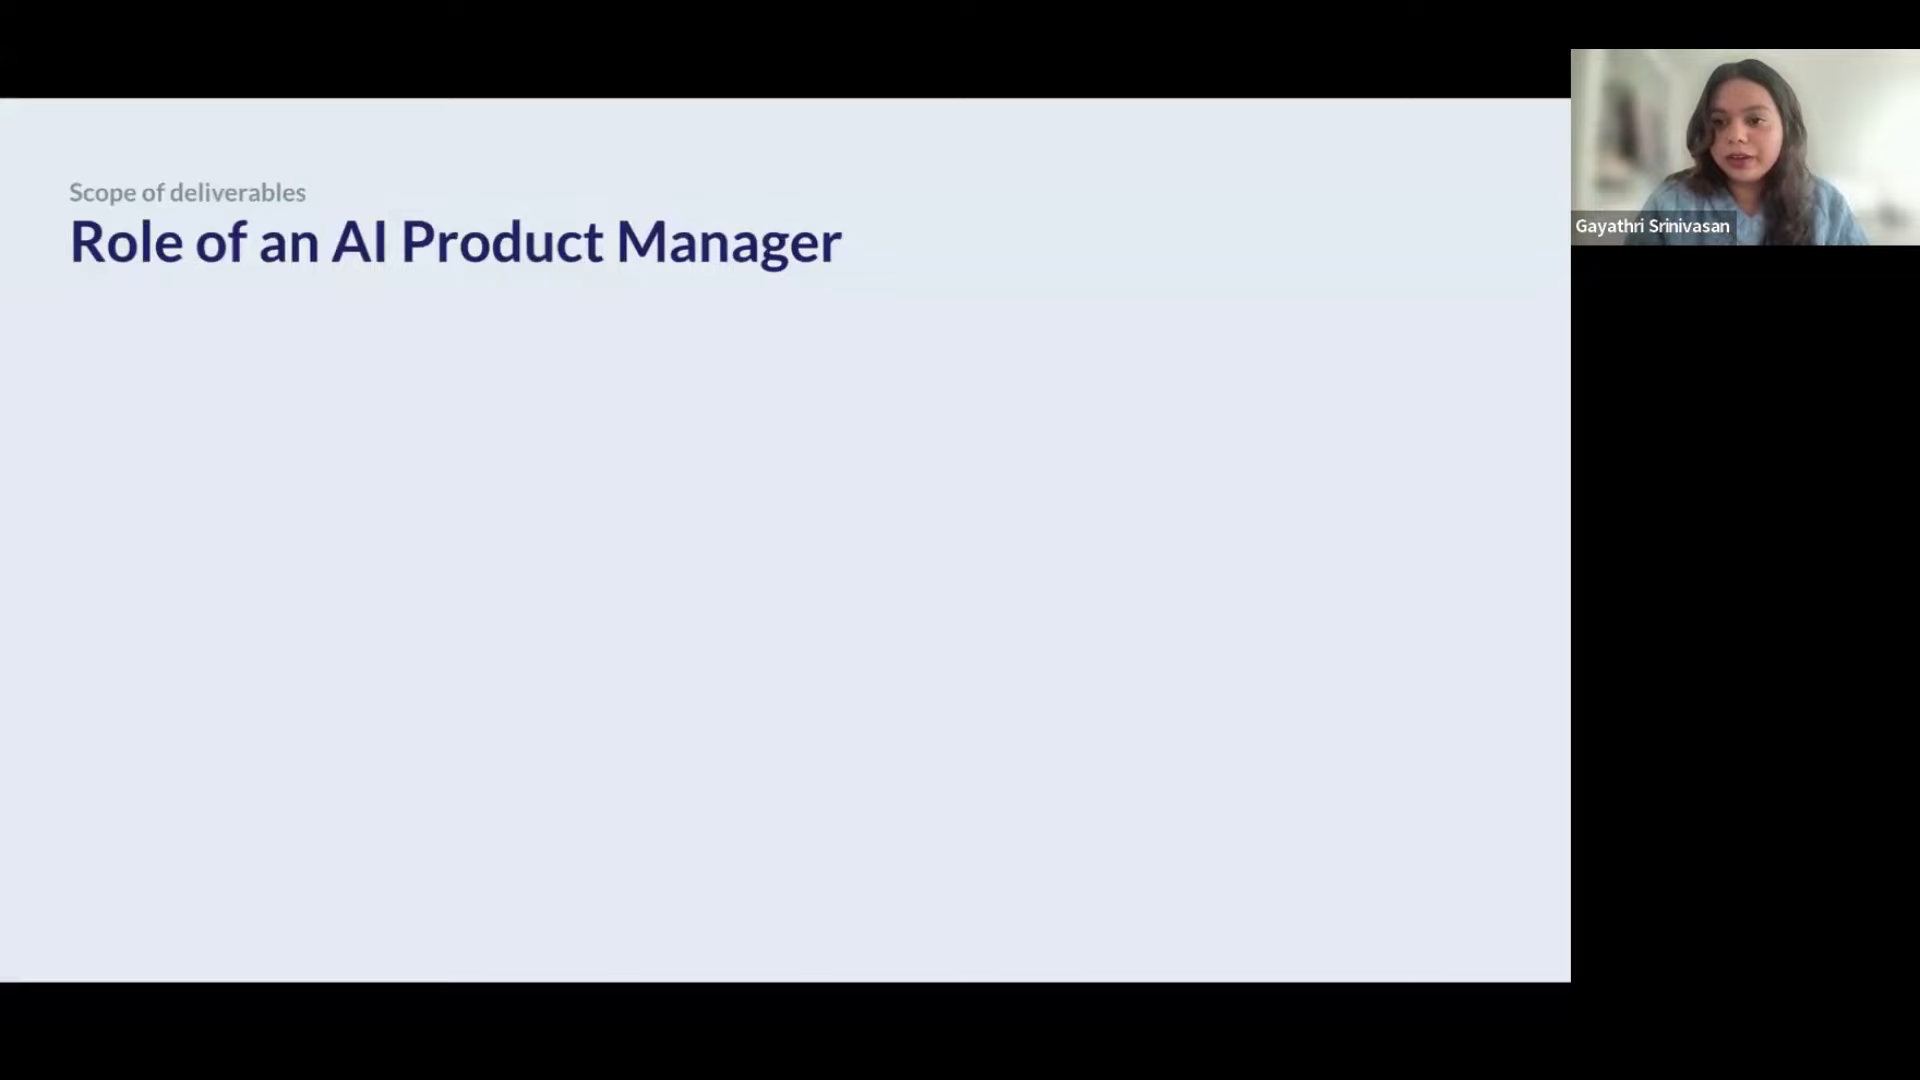 Scope of deliverables
Role of an AI Product Manager
Gayathri Srinivasan